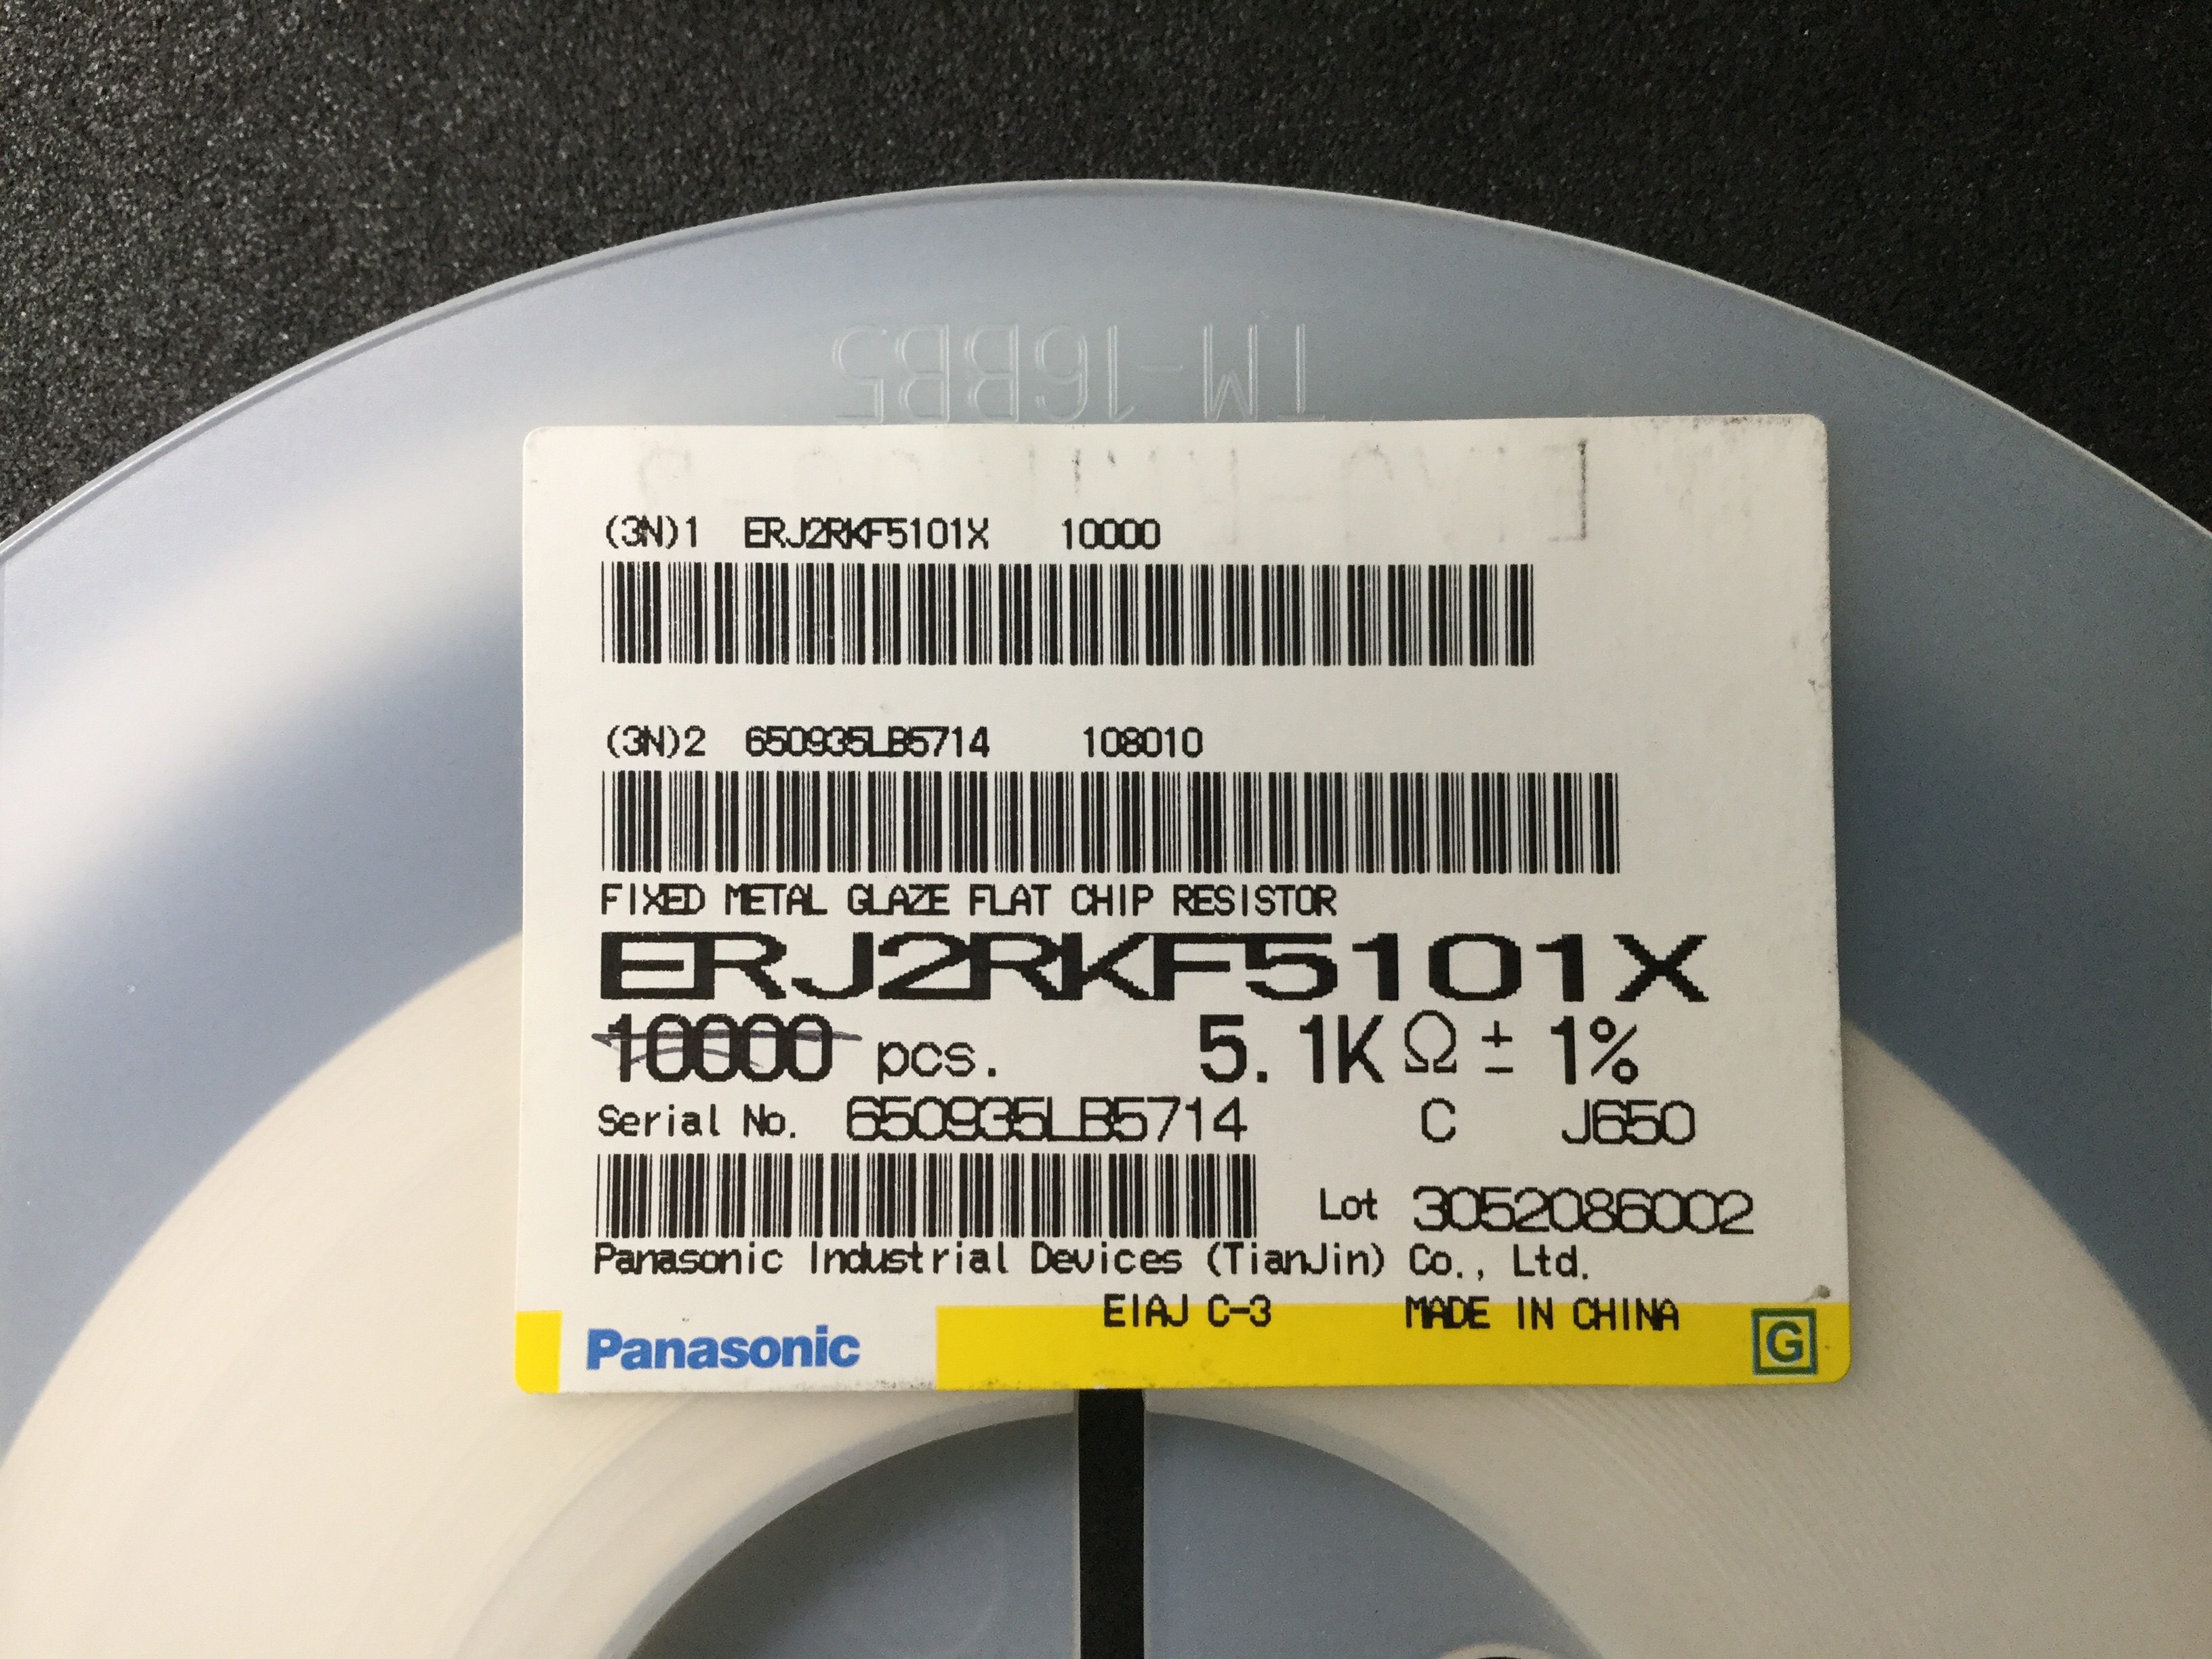 TM-16BB5
(3N)1 ERJ2RKF5101X 10000
(3N)2 650935LB5714 108010
FIXED METAL GLAZE FLAT CHIP RESISTOR
ERJ2RKF5101X
10000 pcs. 5.1KΩ ± 1%
Serial No. 650935LB5714 C J650
Lot 3052086002
Panasonic Industrial Devices (TianJin) Co., Ltd.
EIAJ C-3 MADE IN CHINA
Panasonic G